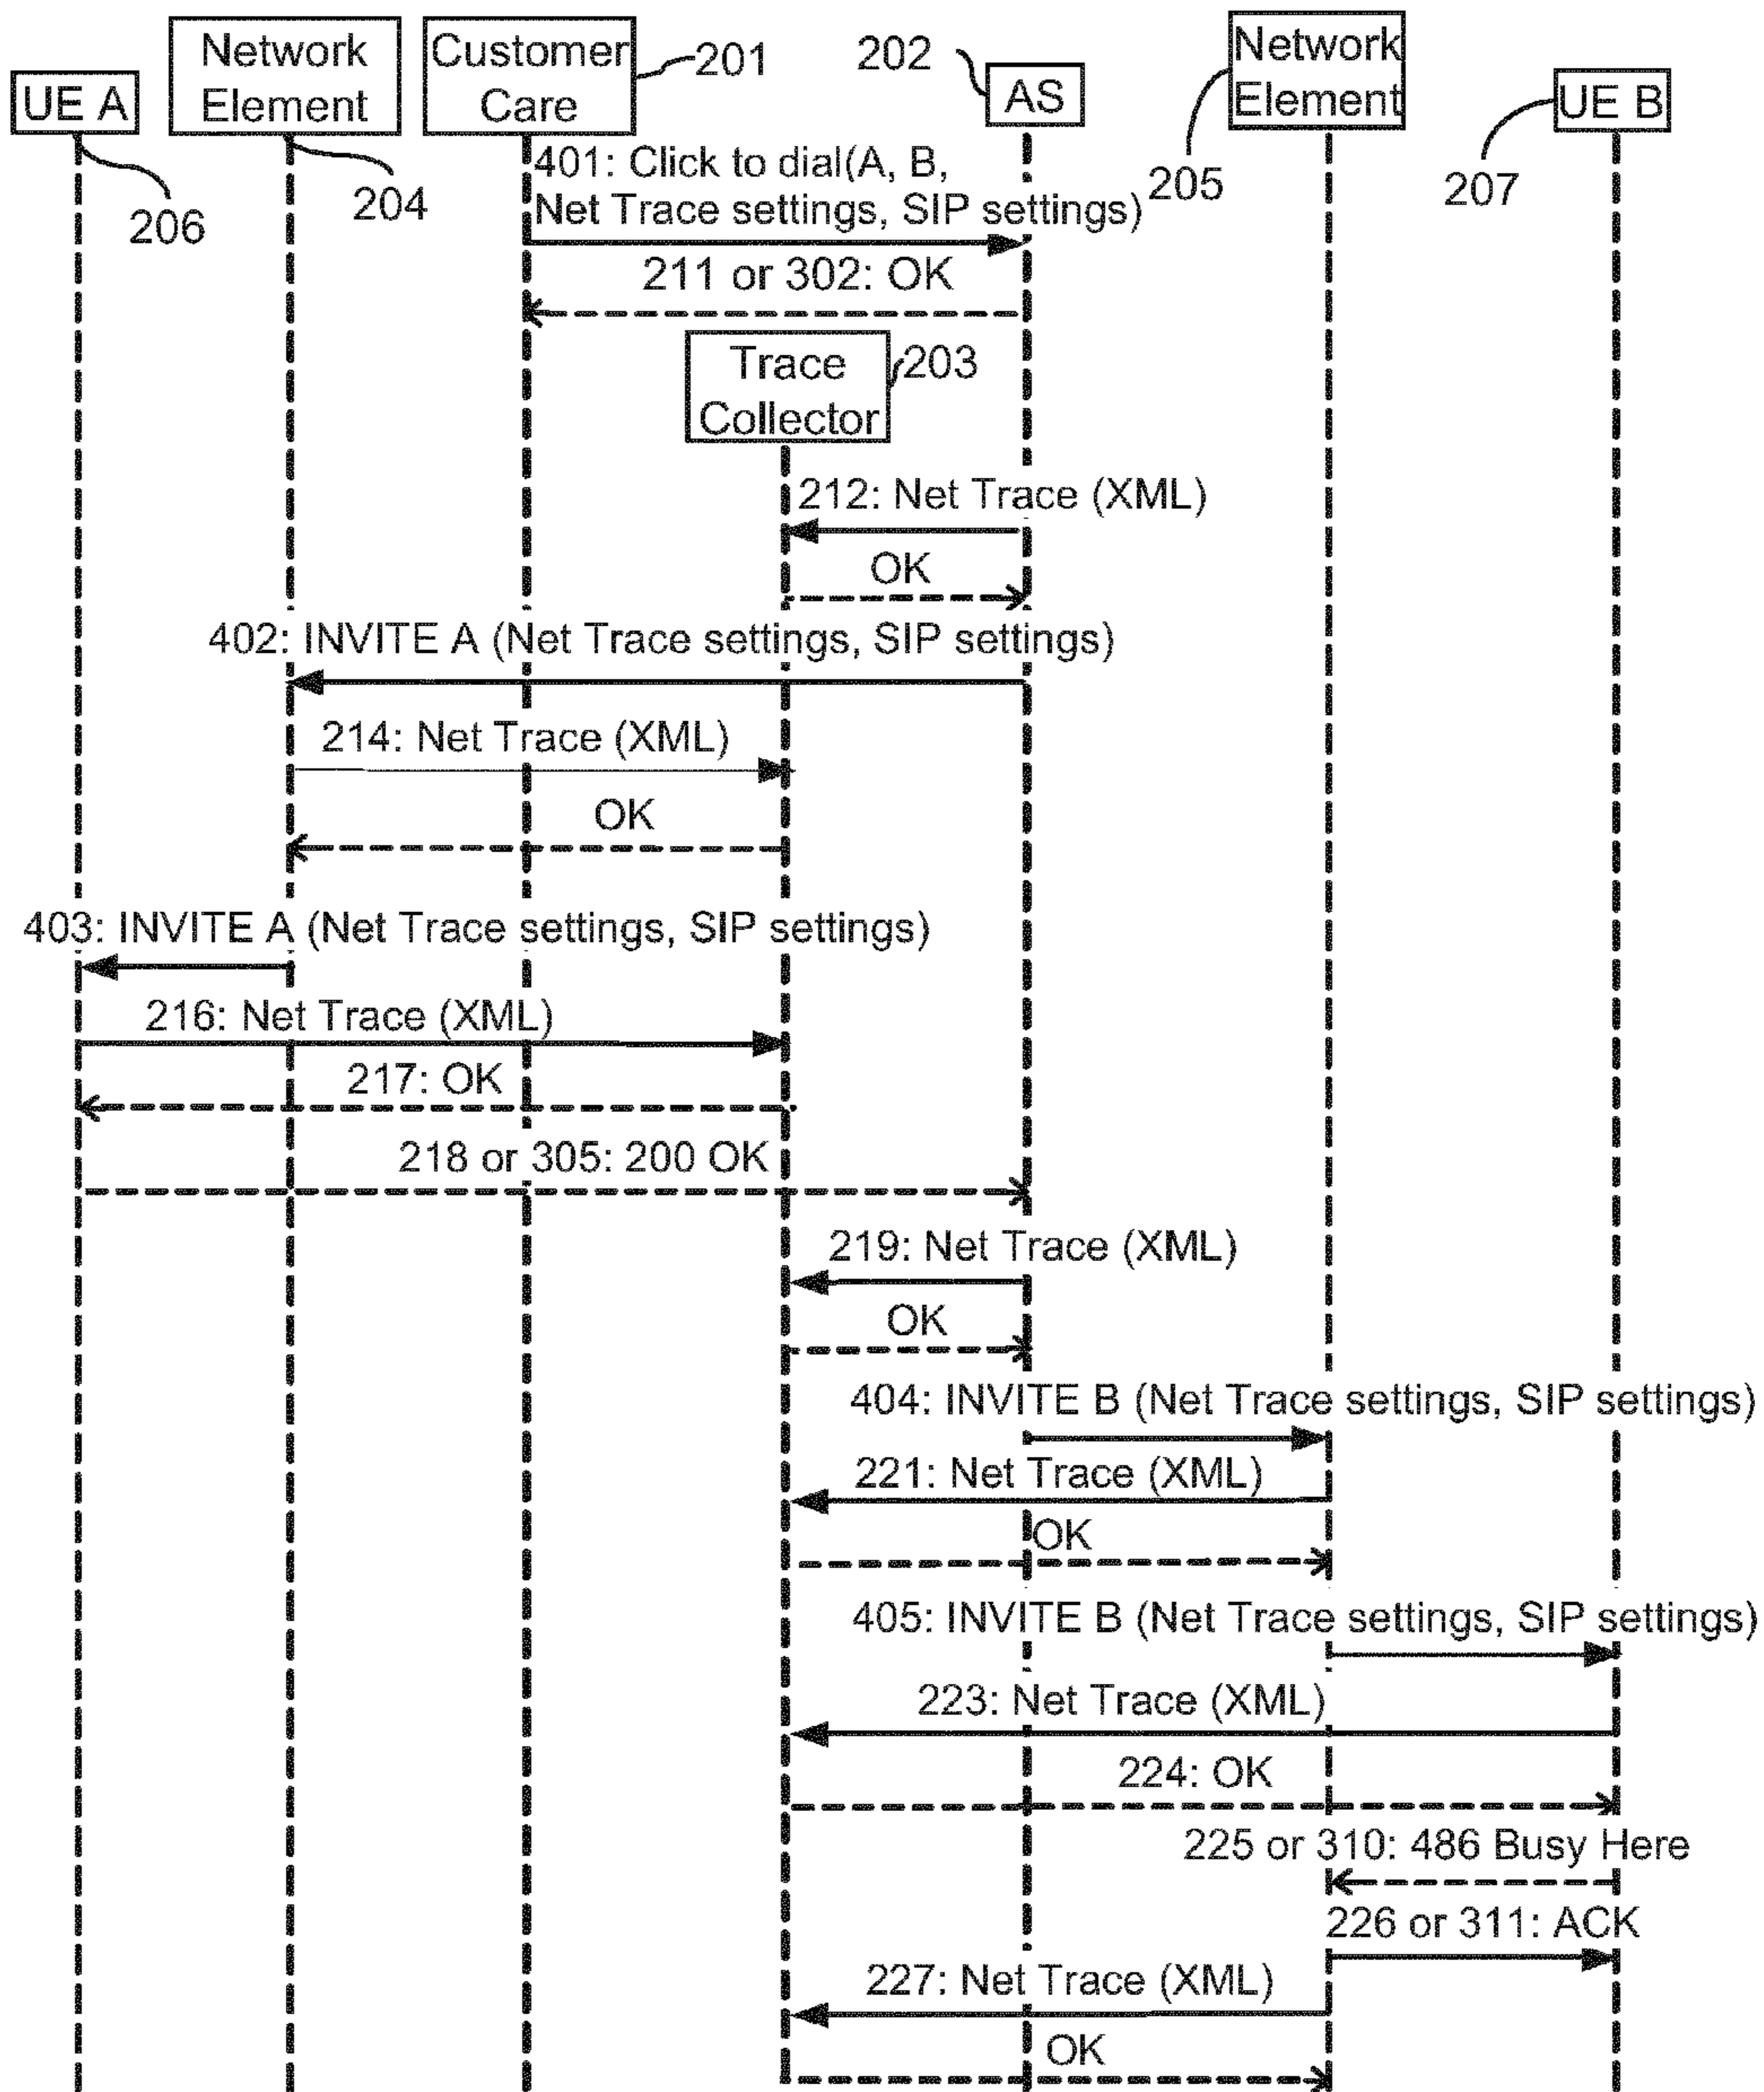 Network
Element
Customer
Care
201
202
AS
Network
Element
UE A
UE B
206
204
205
207
401: Click to dial(A, B,
Net Trace settings, SIP settings)
211 or 302: OK
Trace
Collector
203
212: Net Trace (XML)
OK
402: INVITE A (Net Trace settings, SIP settings)
214: Net Trace (XML)
OK
403: INVITE A (Net Trace settings, SIP settings)
216: Net Trace (XML)
217: OK
218 or 305: 200 OK
219: Net Trace (XML)
OK
404: INVITE B (Net Trace settings, SIP settings)
221: Net Trace (XML)
OK
405: INVITE B (Net Trace settings, SIP settings)
223: Net Trace (XML)
224: OK
225 or 310: 486 Busy Here
226 or 311: ACK
227: Net Trace (XML)
OK